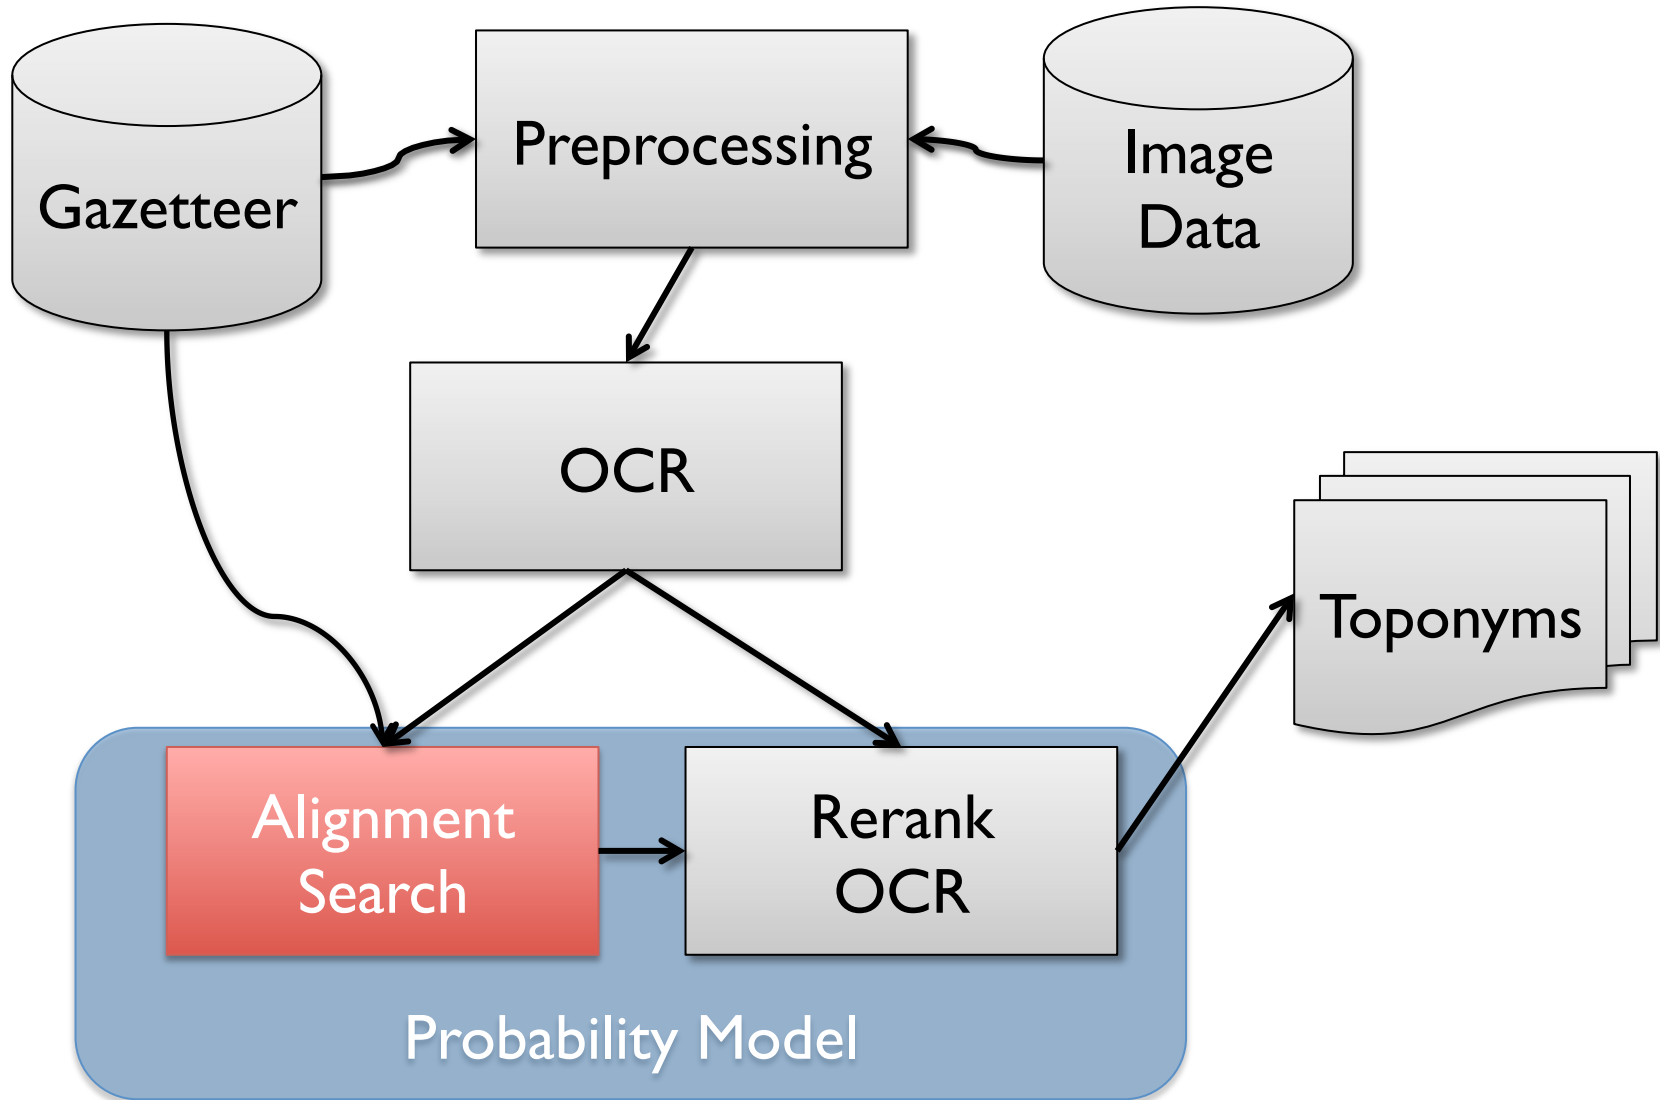 Gazetteer
Preprocessing
Image
Data
OCR
Toponyms
Alignment
Search
Rerank
OCR
Probability Model